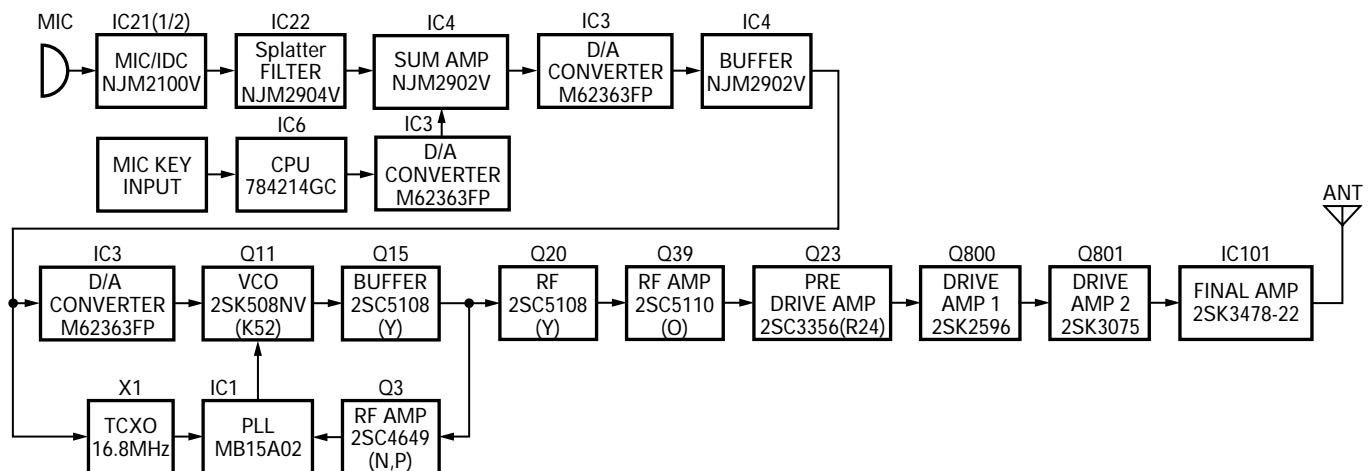 MIC
IC21(1/2)
MIC/IDC
NJM2100V
IC22
Splatter
FILTER
NJM2904V
IC4
SUM AMP
NJM2902V
IC3
D/A
CONVERTER
M62363FP
IC4
BUFFER
NJM2902V
MIC KEY
INPUT
IC6
CPU
784214GC
IC3
D/A
CONVERTER
M62363FP
ANT
IC3
D/A
CONVERTER
M62363FP
Q11
VCO
2SK508NV
(K52)
Q15
BUFFER
2SC5108
(Y)
Q20
RF
2SC5108
(Y)
Q39
RF AMP
2SC5110
(O)
Q23
PRE
DRIVE AMP
2SC3356(R24)
Q800
DRIVE
AMP 1
2SK2596
Q801
DRIVE
AMP 2
2SK3075
IC101
FINAL AMP
2SK3478-22
X1
TCXO
16.8MHz
IC1
PLL
MB15A02
Q3
RF AMP
2SC4649
(N,P)